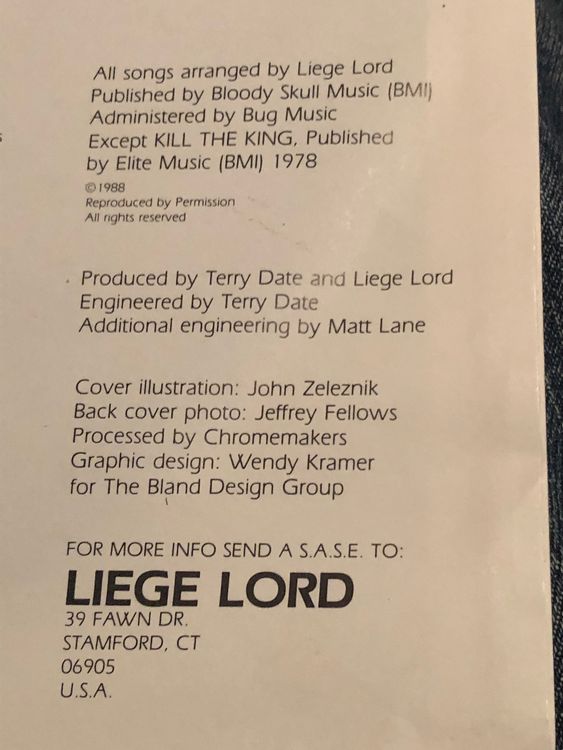 All songs arranged by Liege Lord
Published by Bloody Skull Music (BMI)
Administered by Bug Music
Except KILL THE KING, Published
by Elite Music (BMI) 1978
©1988
Reproduced by Permission
All rights reserved
Produced by Terry Date and Liege Lord
Engineered by Terry Date
Additional engineering by Matt Lane
Cover illustration: John Zeleznik
Back cover photo: Jeffrey Fellows
Processed by Chromemakers
Graphic design: Wendy Kramer
for The Bland Design Group
FOR MORE INFO SEND A S.A.S.E. TO:
LIEGE LORD
39 FAWN DR.
STAMFORD, CT
06905
U.S.A.